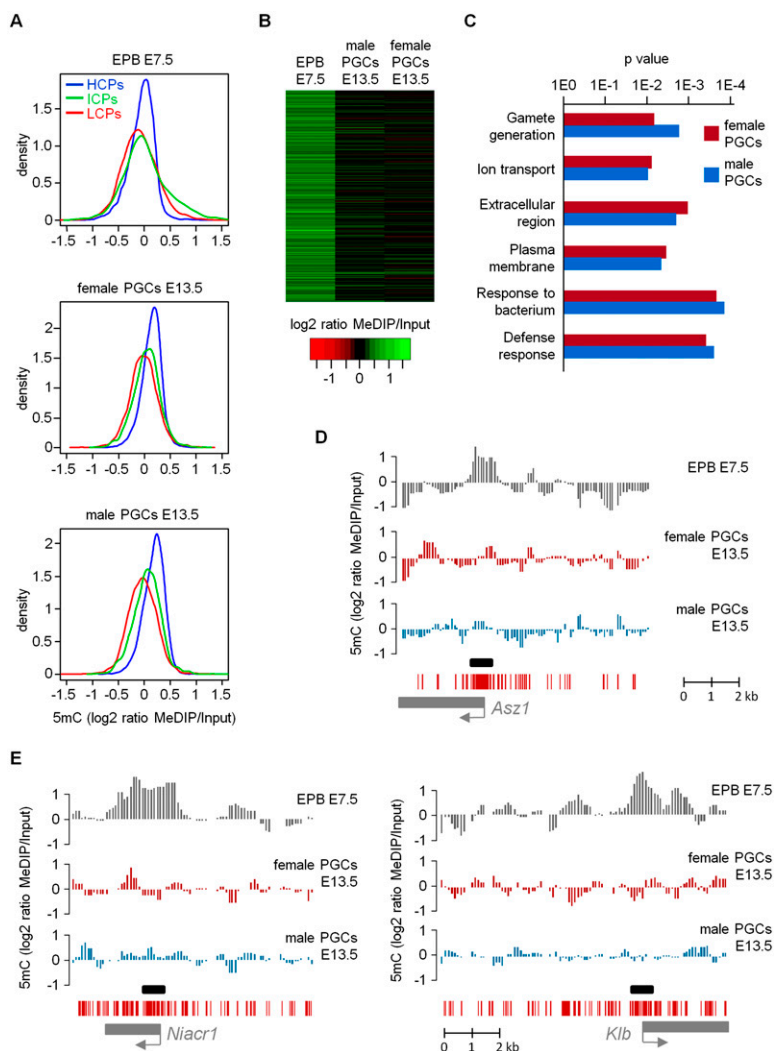 A
EPB E7.5
HCPs
ICPs
LCPs
density
1.5
1.0
0.5
0
-1.5 -1 0.5 0 0.5 1 1.5
female PGCs E13.5
density
2
1.5
1
0.5
0
-1.5 -1 0.5 0 0.5 1 1.5
male PGCs E13.5
density
2
1.5
1
0.5
0
-1.5 -1 0.5 0 0.5 1 1.5
5mC (log2 ratio MeDIP/Input)
B
EPB E7.5
male PGCs E13.5
female PGCs E13.5
log2 ratio MeDIP/Input
-1 0 1
C
p value
1E0 1E-1 1E-2 1E-3 1E-4
Gamete generation
Ion transport
Extracellular region
Plasma membrane
Response to bacterium
Defense response
female PGCs
male PGCs
D
5mC (log2 ratio MeDIP/Input)
1
0
-1
EPB E7.5
1
0
-1
female PGCs E13.5
1
0
-1
male PGCs E13.5
0 1 2 kb
Asz1
E
5mC (log2 ratio MeDIP/Input)
1
0
EPB E7.5
1
0
-1
female PGCs E13.5
1
0
-1
male PGCs E13.5
Niacr1
5mC (log2 ratio MeDIP/Input)
1
0
EPB E7.5
1
0
-1
female PGCs E13.5
1
0
-1
male PGCs E13.5
0 1 2 kb
Klb